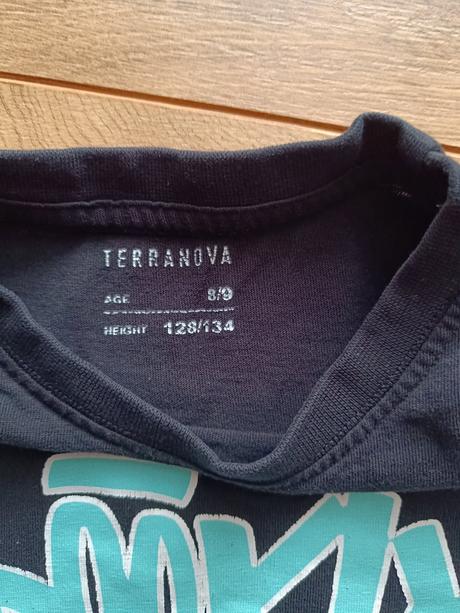 TERRANOVA
AGE 8/9
HEIGHT 128/134